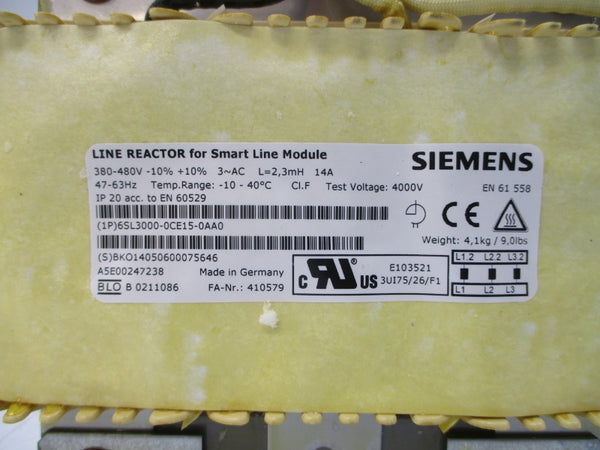 LINE REACTOR for Smart Line Module
SIEMENS
380-480V -10% +10% 3~AC L=2,3mH 14A
47-63Hz Temp.Range: -10 - 40°C Cl.F Test Voltage: 4000V
EN 61 558
IP 20 acc. to EN 60529
(1P)6SL3000-0CE15-0AA0
CE
Weight: 4,1kg / 9,0lbs
(S)BKO14050600075646
A5E00247238 Made in Germany
BLO B 0211086 FA-Nr.: 410579
c RU US
E103521
3UI75/26/F1
L1.2 L2.2 L3.2
L1 L2 L3